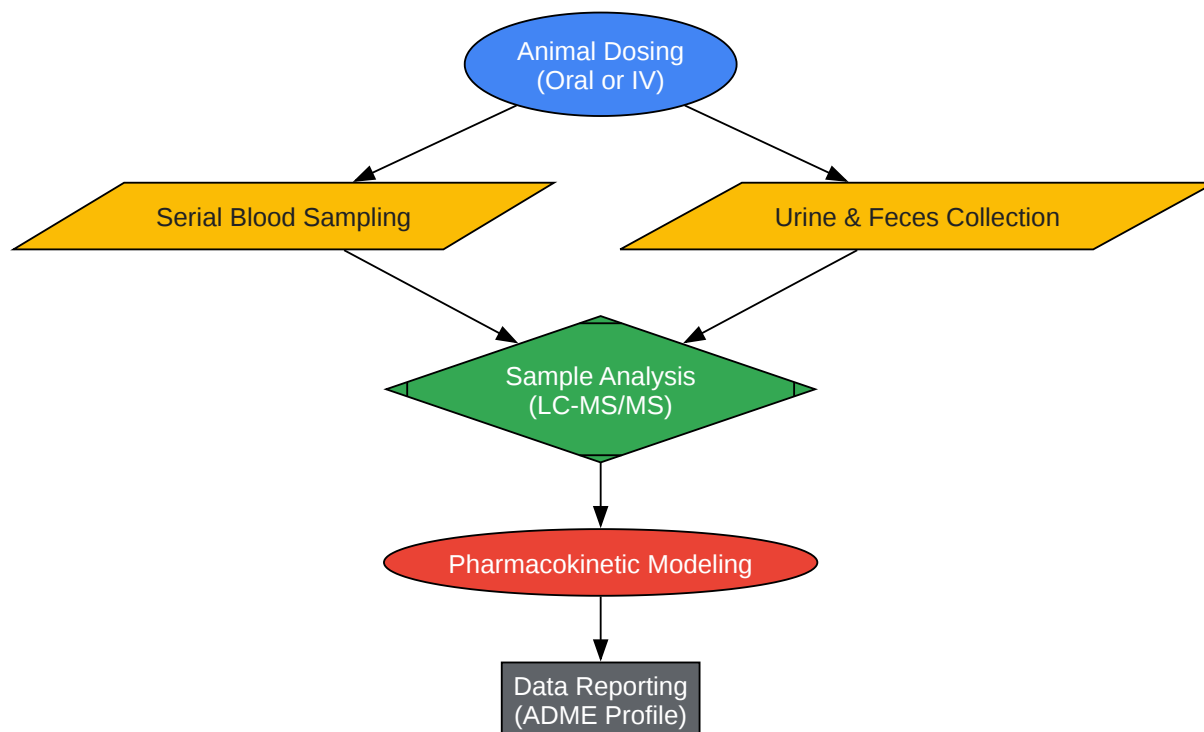 Animal Dosing
(Oral or IV)
Serial Blood Sampling
Urine & Feces Collection
Sample Analysis
(LC-MS/MS)
Pharmacokinetic Modeling
Data Reporting
(ADME Profile)